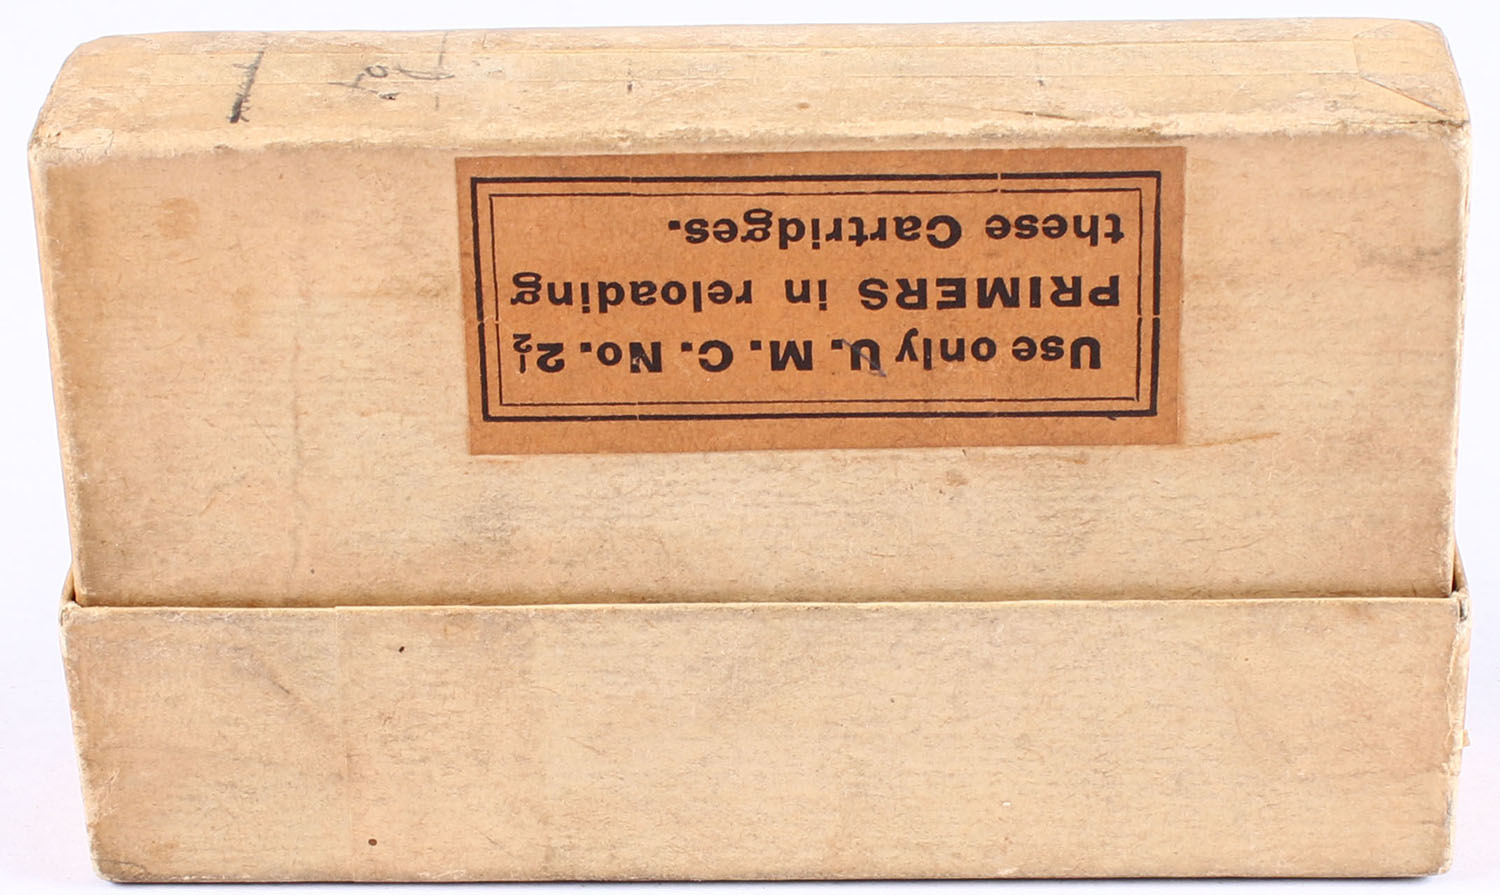 Use only U. M. C. No. 2½
PRIMERS in reloading
these Cartridges.